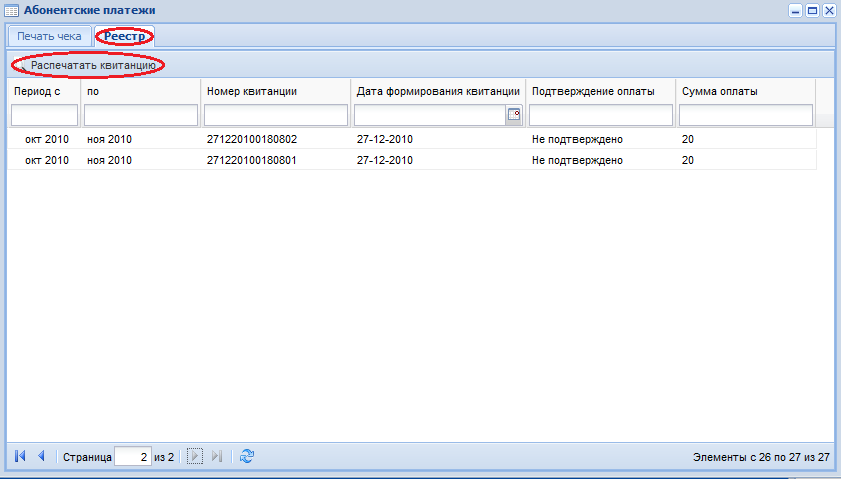 Абонентские платежи
Печать чека Реестр
Распечатать квитанцию
Период с по Номер квитанции Дата формирования квитанции Подтверждение оплаты Сумма оплаты
окт 2010 ноя 2010 271220100180802 27-12-2010 Не подтверждено 20
окт 2010 ноя 2010 271220100180801 27-12-2010 Не подтверждено 20
Страница 2 из 2 Элементы с 26 по 27 из 27